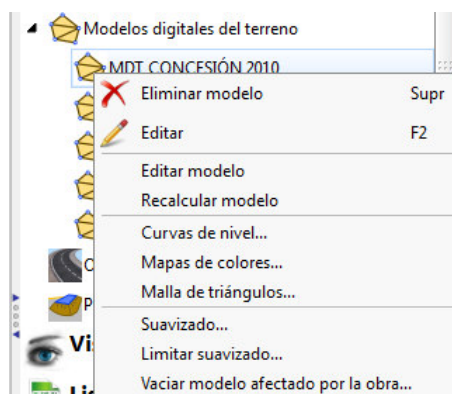 Modelos digitales del terreno
MDT CONCESIÓN 2010
Eliminar modelo Supr
Editar F2
Editar modelo
Recalcular modelo
Curvas de nivel...
Mapas de colores...
Malla de triángulos...
Suavizado...
Limitar suavizado...
Vaciar modelo afectado por la obra...